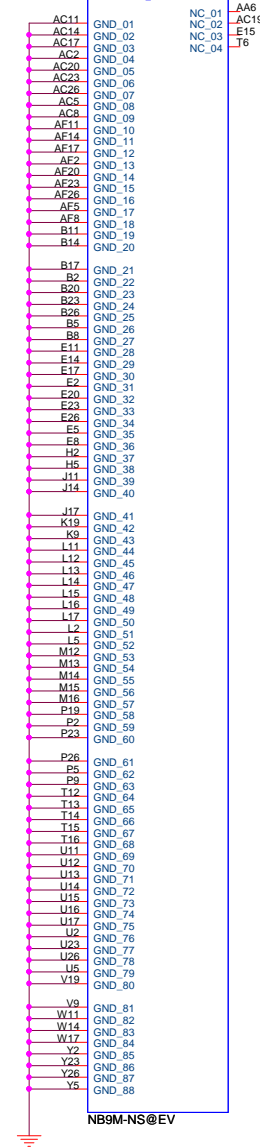 NC_01 AA6
NC_02 AC19
NC_03 E15
NC_04 T6
AC11 GND_01
AC14 GND_02
AC17 GND_03
AC2 GND_04
AC20 GND_05
AC23 GND_06
AC26 GND_07
AC5 GND_08
AC8 GND_09
AF11 GND_10
AF14 GND_11
AF17 GND_12
AF2 GND_13
AF20 GND_14
AF23 GND_15
AF26 GND_16
AF5 GND_17
AF8 GND_18
B11 GND_19
B14 GND_20
B17 GND_21
B2 GND_22
B20 GND_23
B23 GND_24
B26 GND_25
B5 GND_26
B8 GND_27
E11 GND_28
E14 GND_29
E17 GND_30
E2 GND_31
E20 GND_32
E23 GND_33
E26 GND_34
E5 GND_35
E8 GND_36
H2 GND_37
H5 GND_38
J11 GND_39
J14 GND_40
J17 GND_41
K19 GND_42
K9 GND_43
L11 GND_44
L12 GND_45
L13 GND_46
L14 GND_47
L15 GND_48
L16 GND_49
L17 GND_50
L2 GND_51
L5 GND_52
M12 GND_53
M13 GND_54
M14 GND_55
M15 GND_56
M16 GND_57
P19 GND_58
P2 GND_59
P23 GND_60
P26 GND_61
P5 GND_62
P9 GND_63
T12 GND_64
T13 GND_65
T14 GND_66
T15 GND_67
T16 GND_68
U11 GND_69
U12 GND_70
U13 GND_71
U14 GND_72
U15 GND_73
U16 GND_74
U17 GND_75
U2 GND_76
U23 GND_77
U26 GND_78
U5 GND_79
V19 GND_80
V9 GND_81
W11 GND_82
W14 GND_83
W17 GND_84
Y2 GND_85
Y23 GND_86
Y26 GND_87
Y5 GND_88
NB9M-NS@EV